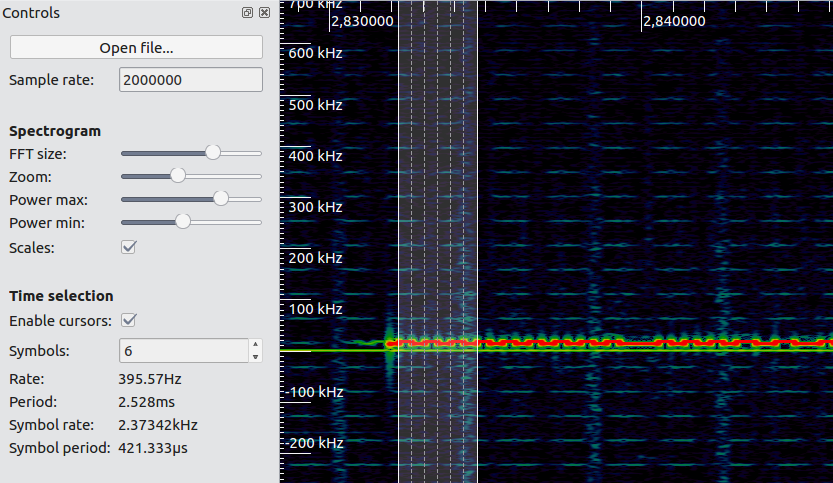 Controls
Open file...
Sample rate: 2000000
Spectrogram
FFT size:
Zoom:
Power max:
Power min:
Scales:
Time selection
Enable cursors:
Symbols: 6
Rate: 395.57Hz
Period: 2.528ms
Symbol rate: 2.37342kHz
Symbol period: 421.333µs
2,830000 2,840000
700 kHz
600 kHz
500 kHz
400 kHz
300 kHz
200 kHz
100 kHz
-100 kHz
-200 kHz